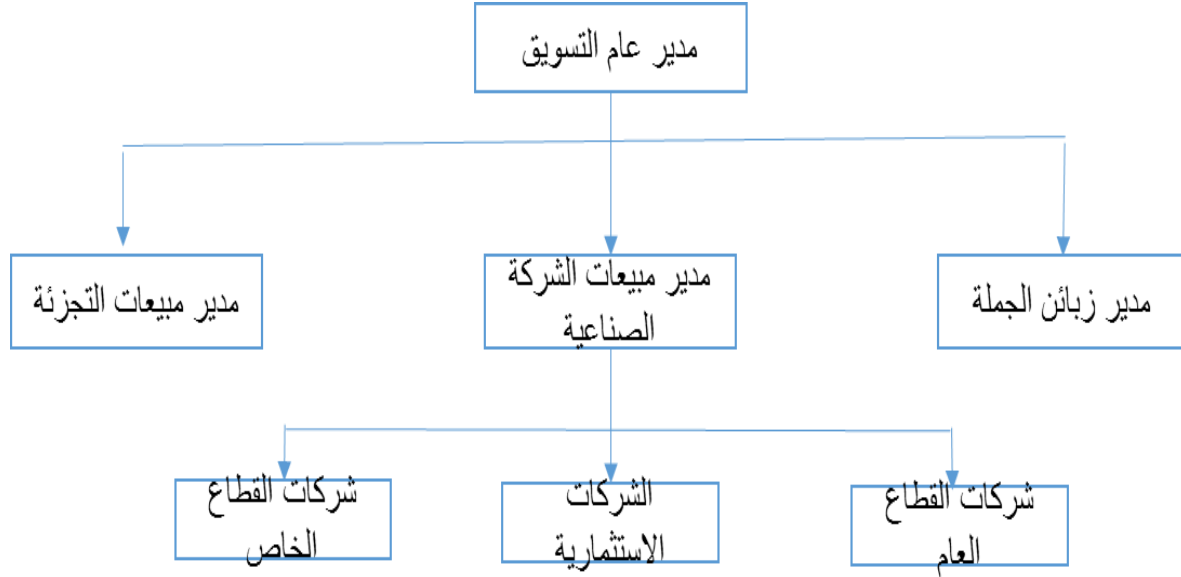 مدير عام التسويق
مدير زبائن الجملة
مدير مبيعات الشركة
الصناعية
مدير مبيعات التجزئة
شركات القطاع
العام
الشركات
الاستثمارية
شركات القطاع
الخاص